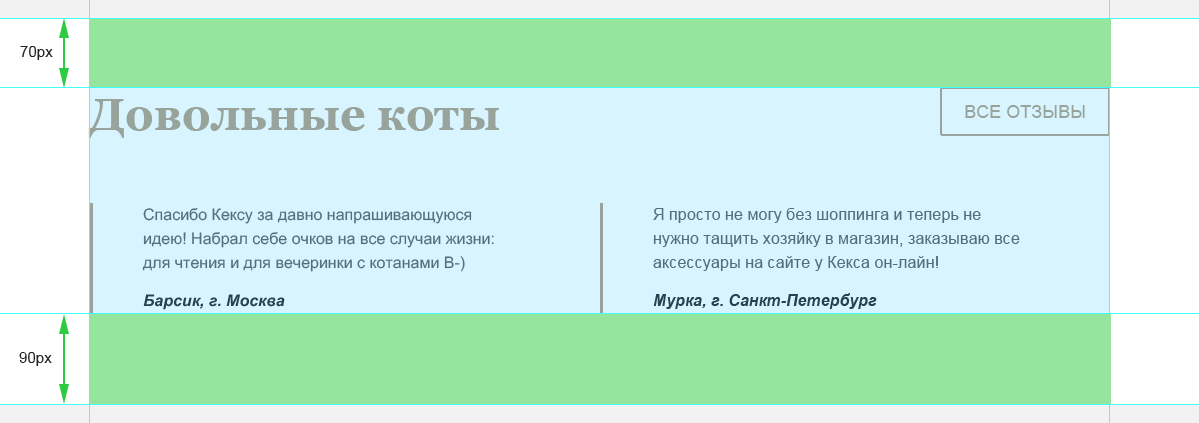 70px
Довольные коты
ВСЕ ОТЗЫВЫ
Спасибо Кексу за давно напрашивающуюся
идею! Набрал себе очков на все случаи жизни:
для чтения и для вечеринки с котанами B-)
Барсик, г. Москва
Я просто не могу без шоппинга и теперь не
нужно тащить хозяйку в магазин, заказываю все
аксессуары на сайте у Кекса он-лайн!
Мурка, г. Санкт-Петербург
90px